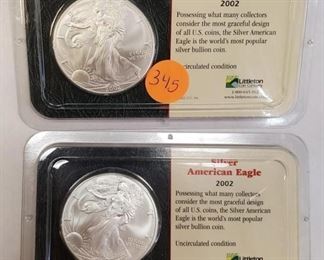 2002
Possessing what many collectors
consider the most graceful design
of all U.S. coins, the Silver American
Eagle is the world's most popular
silver bullion coin.
345
Uncirculated condition
Littleton
Silver
American Eagle
2002
Possessing what many collectors
consider the most graceful design
of all U.S. coins, the Silver American
Eagle is the world's most popular
silver bullion coin.
Uncirculated condition
Littleton